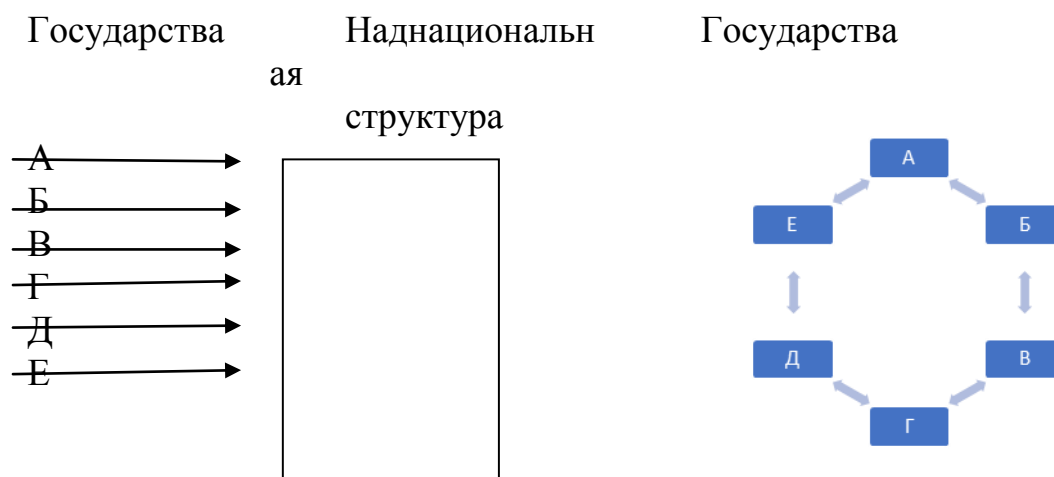 Государства Наднациональн Государства
ая
структура
А
Б
В
Г
Д
Е
А
Е Б
Д В
Г